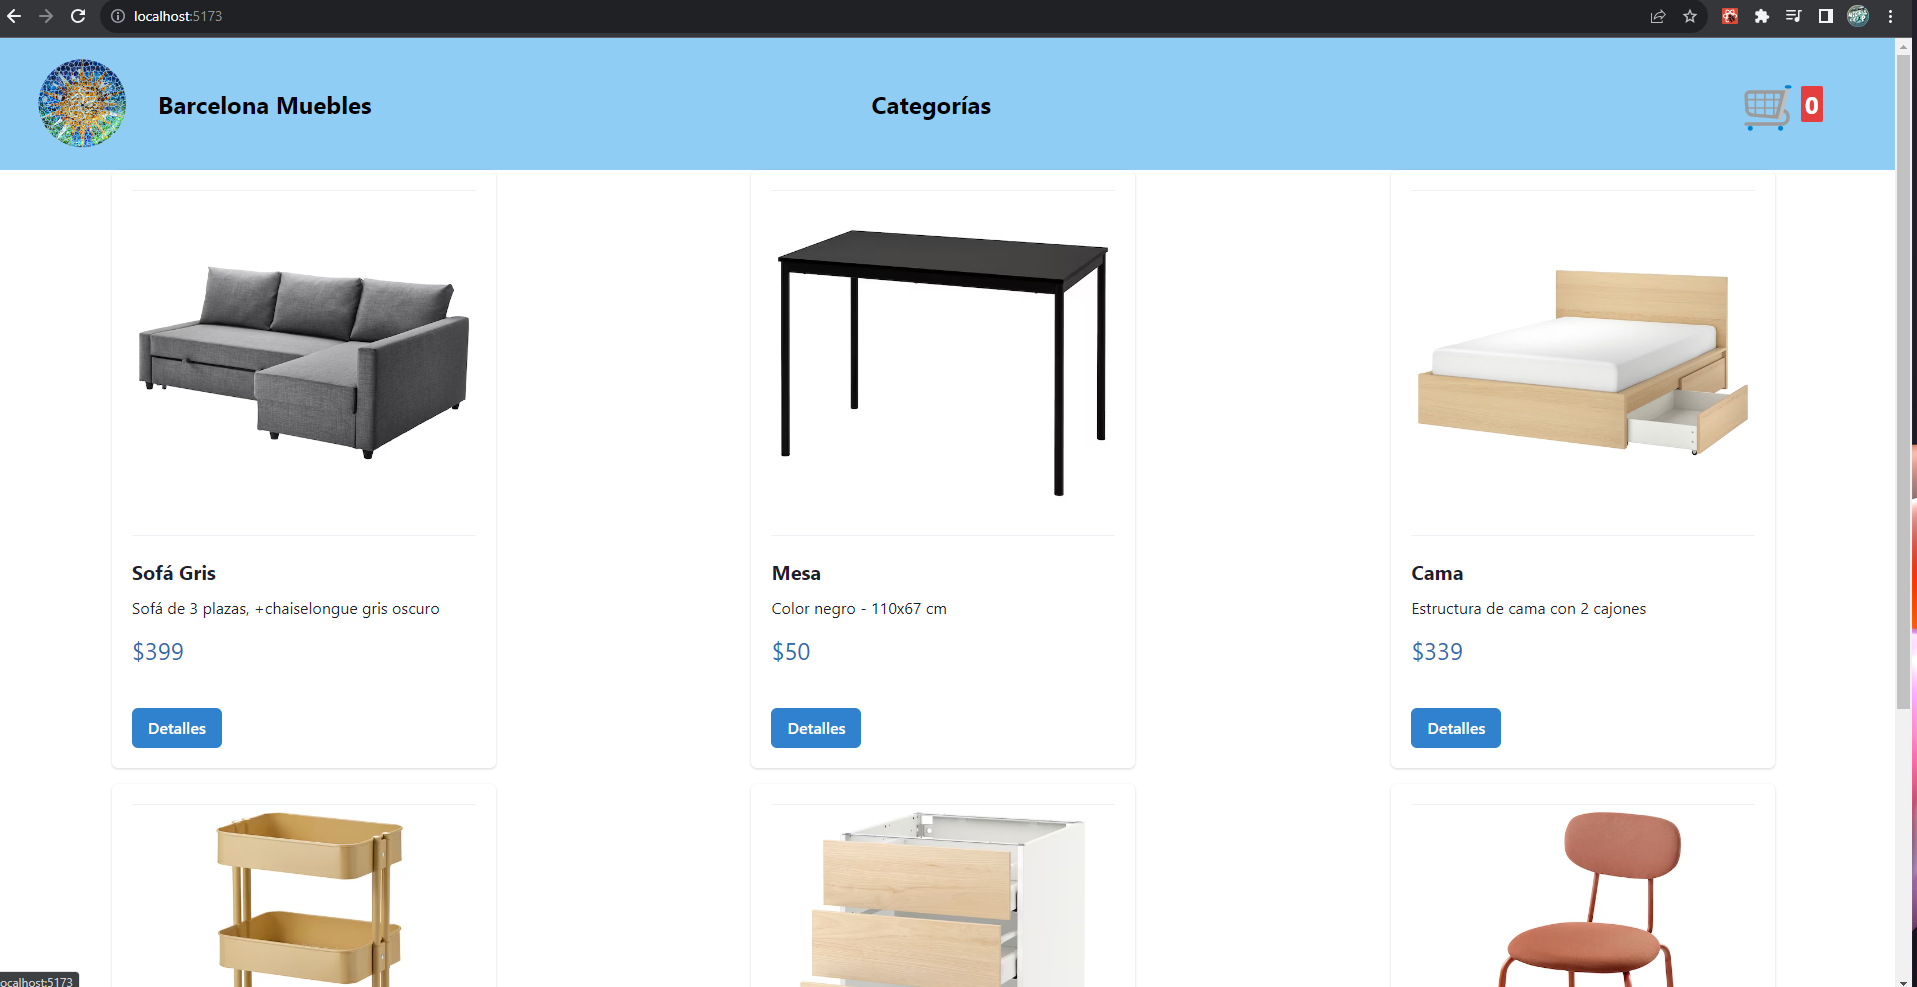 localhost:5173
Barcelona Muebles
Categorías
0
Sofá Gris
Sofá de 3 plazas, +chaiselongue gris oscuro
$399
Detalles
Mesa
Color negro - 110x67 cm
$50
Detalles
Cama
Estructura de cama con 2 cajones
$339
Detalles
ocalhost:5173